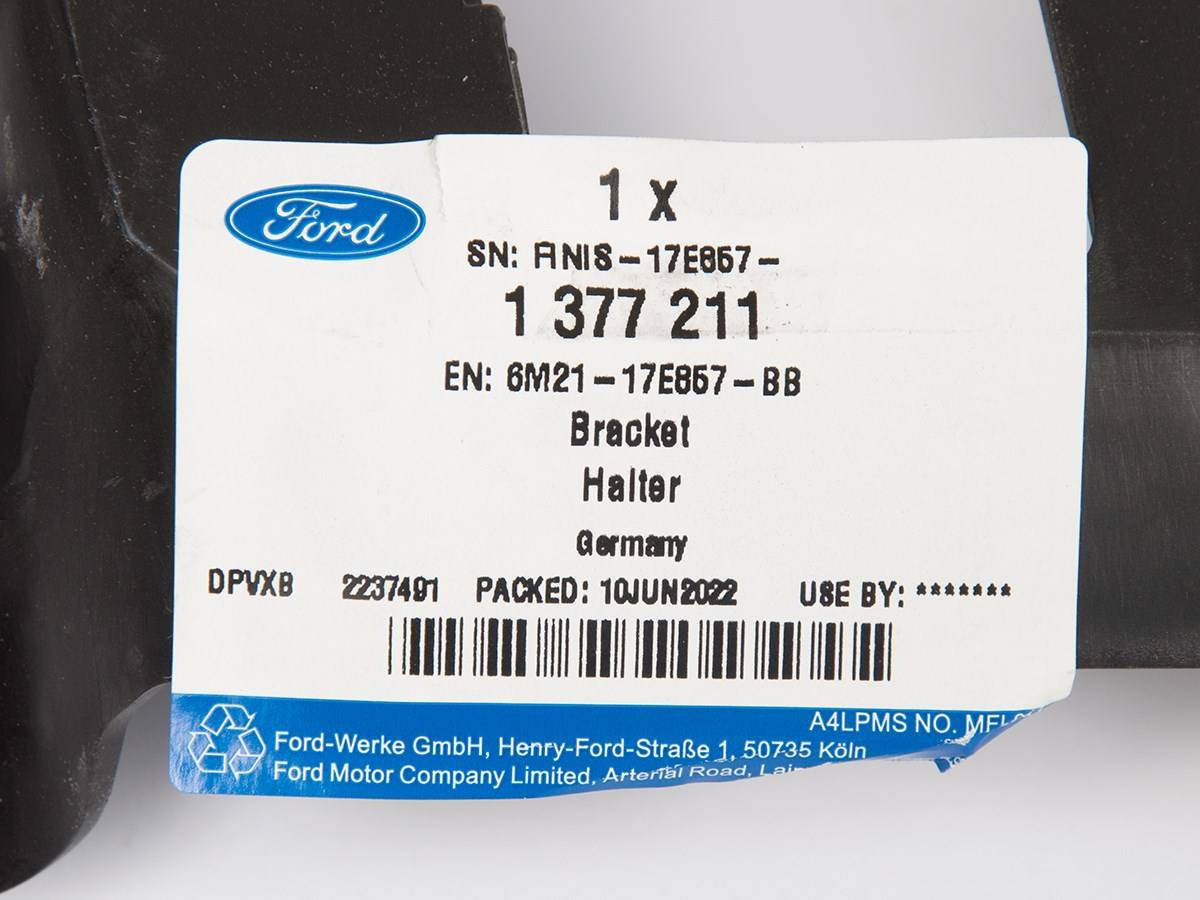 Ford
1 x
SN: FINIS-17E857-
1 377 211
EN: 6M21-17E857-BB
Bracket
Halter
Germany
DPVXB 2237491 PACKED: 10JUN2022 USE BY: *******
A4LPMS NO.
Ford-Werke GmbH, Henry-Ford-Straße 1, 50735 Köln
Ford Motor Company Limited, Arterial Road,